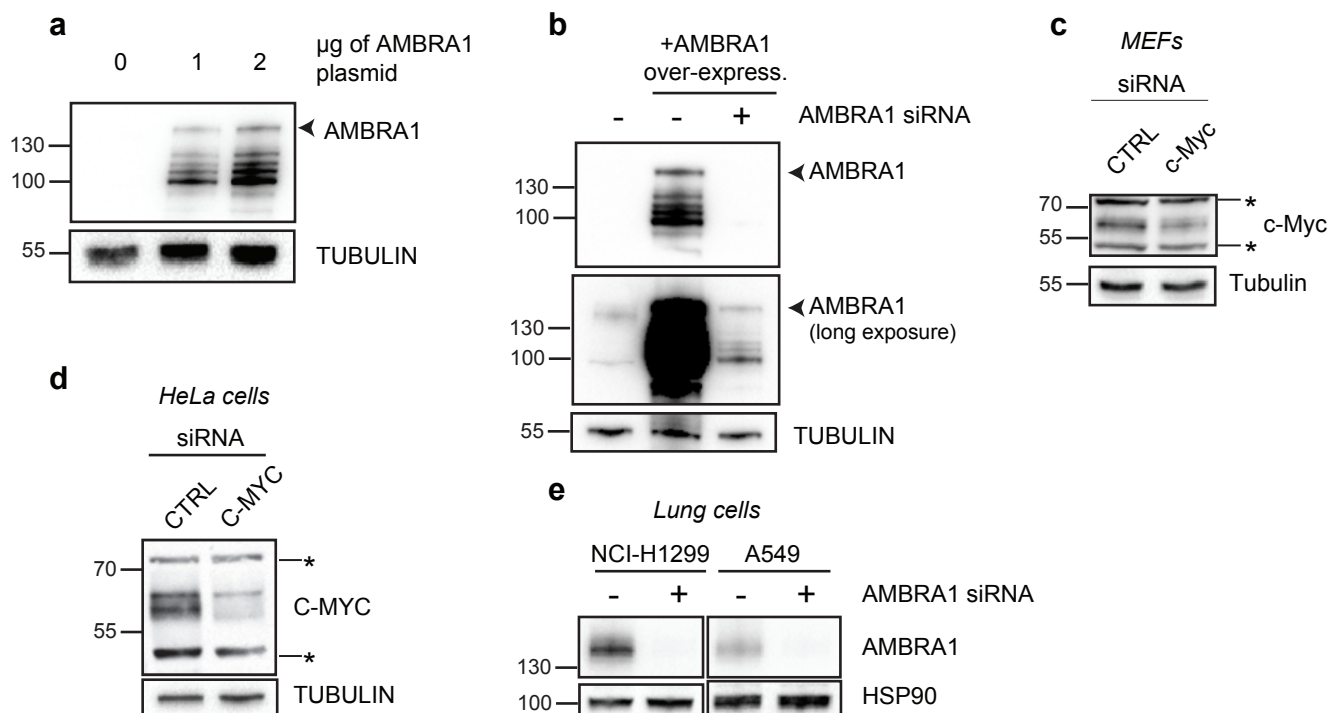 a
0 1 2 µg of AMBRA1
plasmid
130
100
AMBRA1
55
TUBULIN
b
+AMBRA1
over-express.
- - + AMBRA1 siRNA
130
100
AMBRA1
130
100
AMBRA1
(long exposure)
55
TUBULIN
c
MEFs
siRNA
CTRL c-Myc
70
55
*
c-Myc
*
55
Tubulin
d
HeLa cells
siRNA
CTRL C-MYC
70
55
*
C-MYC
*
TUBULIN
e
Lung cells
NCI-H1299 A549
- + - + AMBRA1 siRNA
130
AMBRA1
100
HSP90